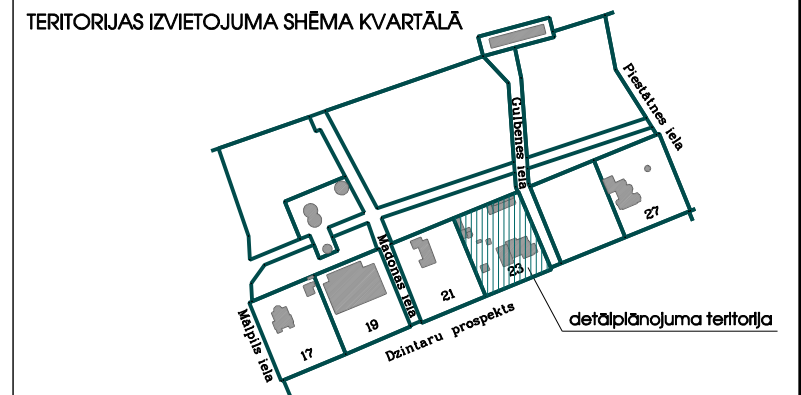 TERITORIJAS IZVIETOJUMA SHĒMA KVARTĀLĀ
Piestātnes iela
Gulbenes iela
27
23
Madonas iela
21
detālplānojuma teritorija
19
Dzintaru prospekts
17
Mālpils iela